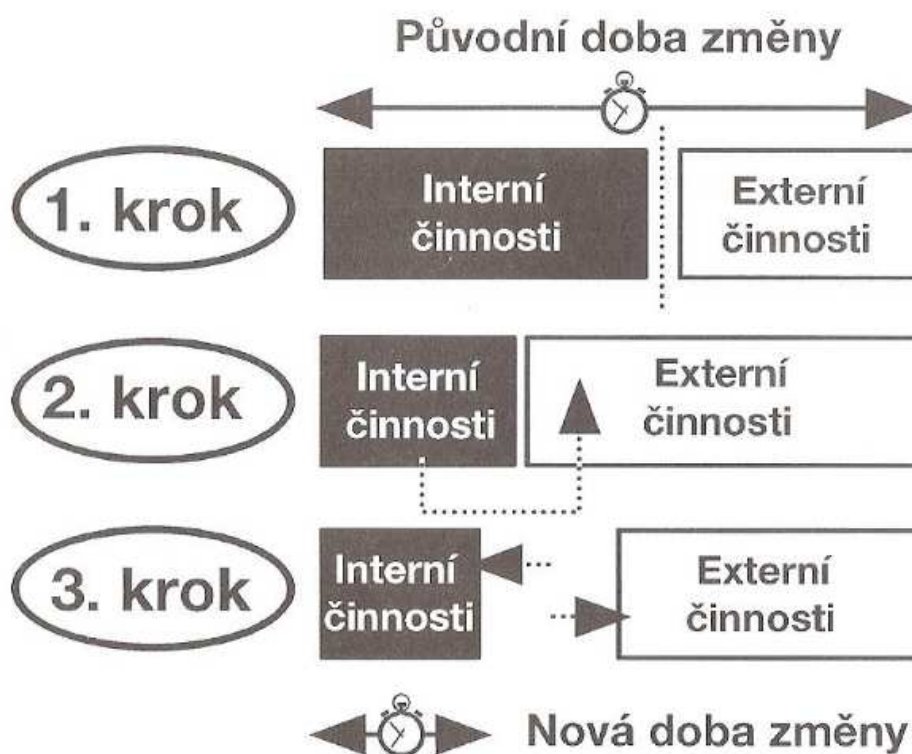 Původní doba změny
1. krok
Interní
činnosti
Externí
činnosti
2. krok
Interní
činnosti
Externí
činnosti
3. krok
Interní
činnosti
Externí
činnosti
Nová doba změny